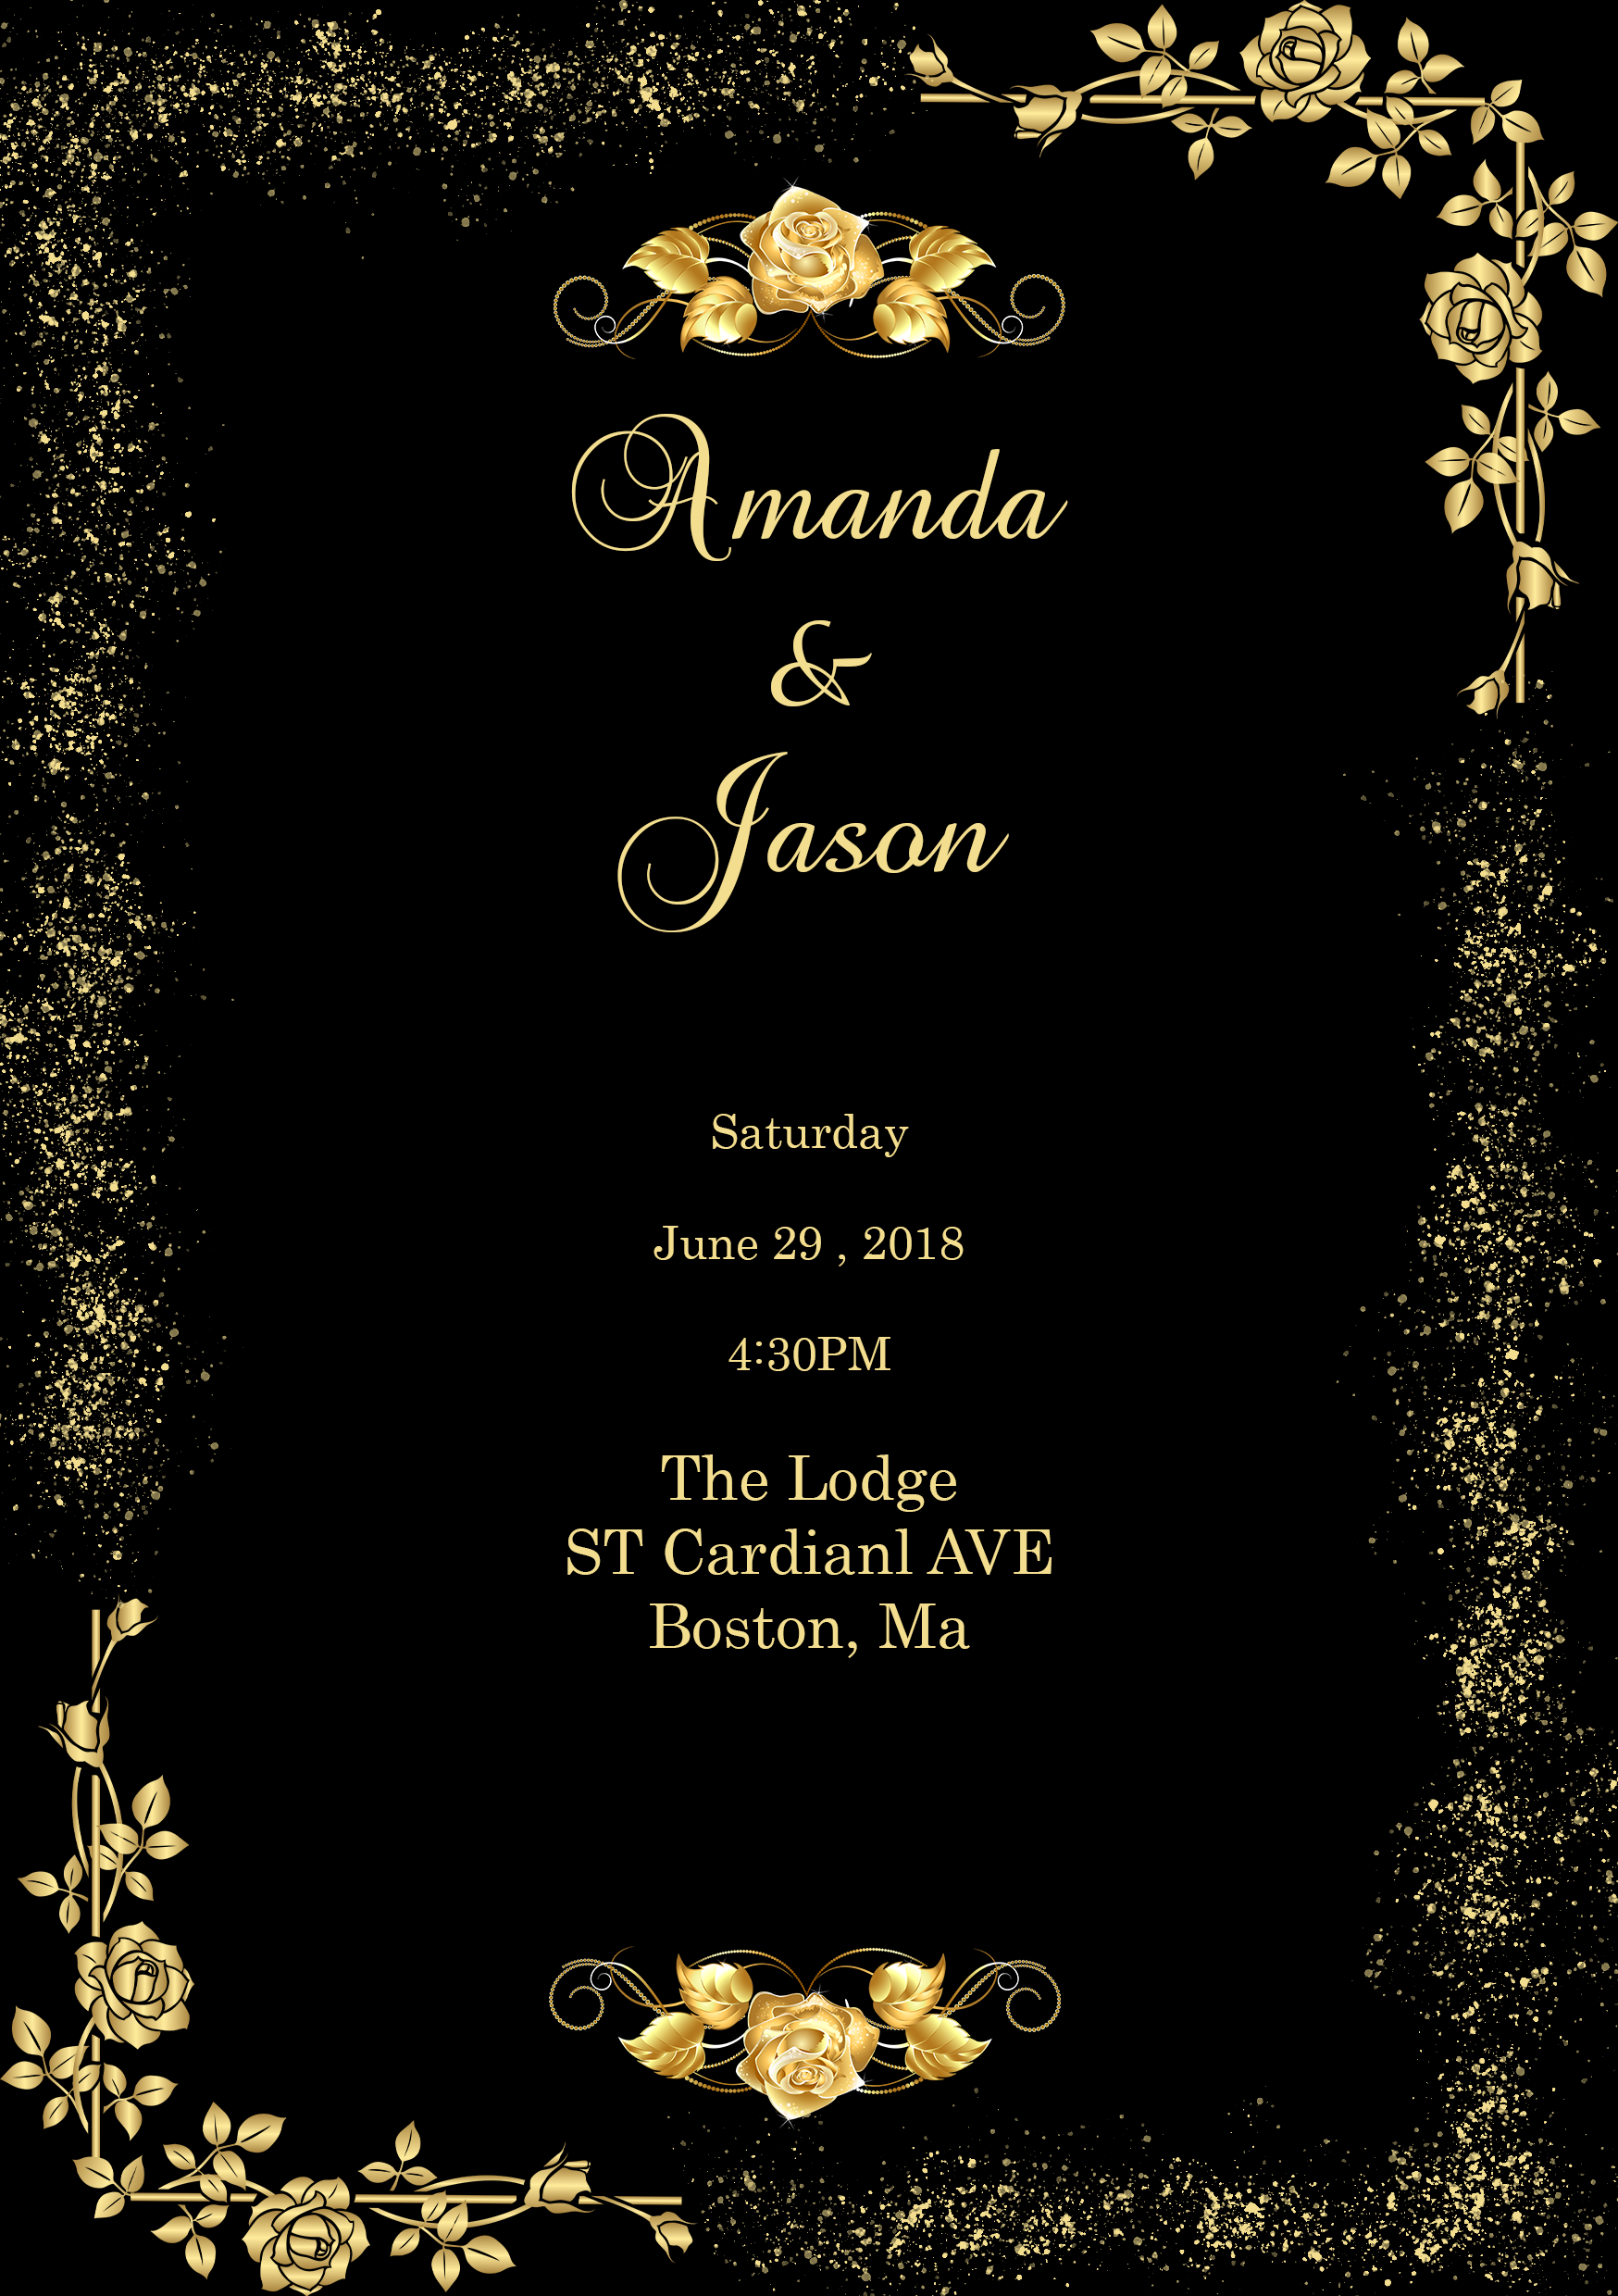 Amanda
&
Jason
Saturday
June 29 , 2018
4:30PM
The Lodge
ST Cardianl AVE
Boston, Ma